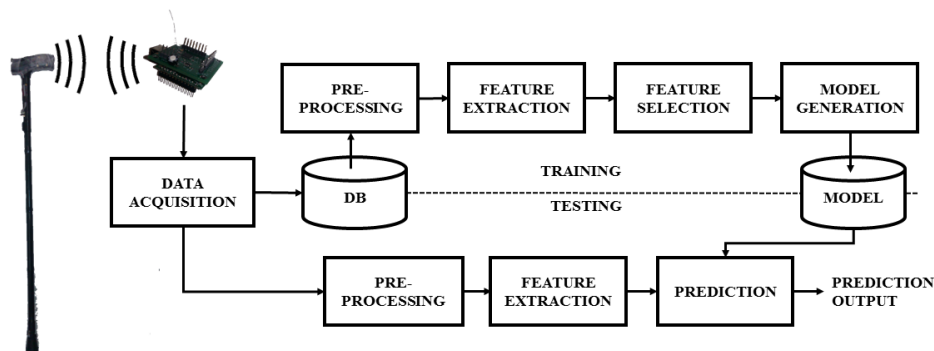 PRE-
PROCESSING
FEATURE
EXTRACTION
FEATURE
SELECTION
MODEL
GENERATION
DATA
ACQUISITION
DB
TRAINING
TESTING
MODEL
PRE-
PROCESSING
FEATURE
EXTRACTION
PREDICTION
PREDICTION
OUTPUT